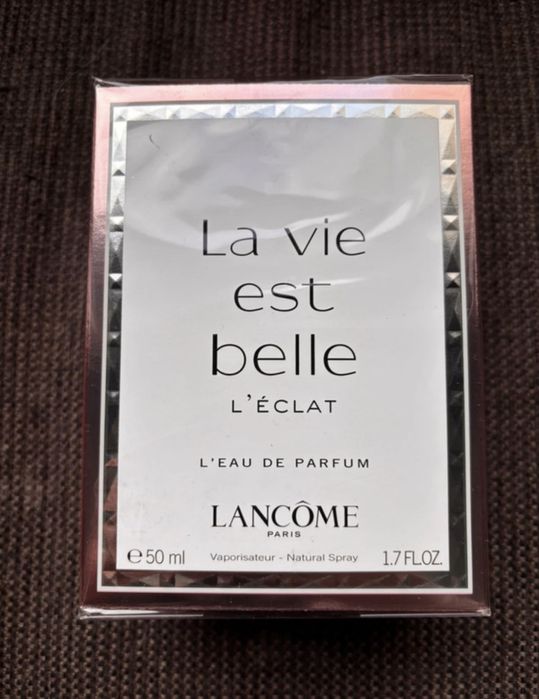 La vie
est
belle
L'ÉCLAT
L'EAU DE PARFUM
LANCÔME
PARIS
℮ 50 ml Vaporisateur - Natural Spray 1.7 FL.OZ.